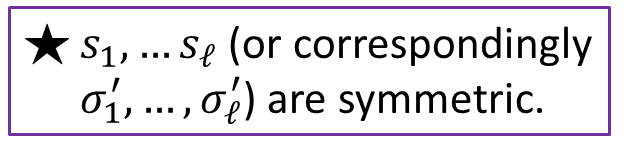 ★ s₁, … s_ℓ (or correspondingly
σ′₁, … , σ′_ℓ) are symmetric.